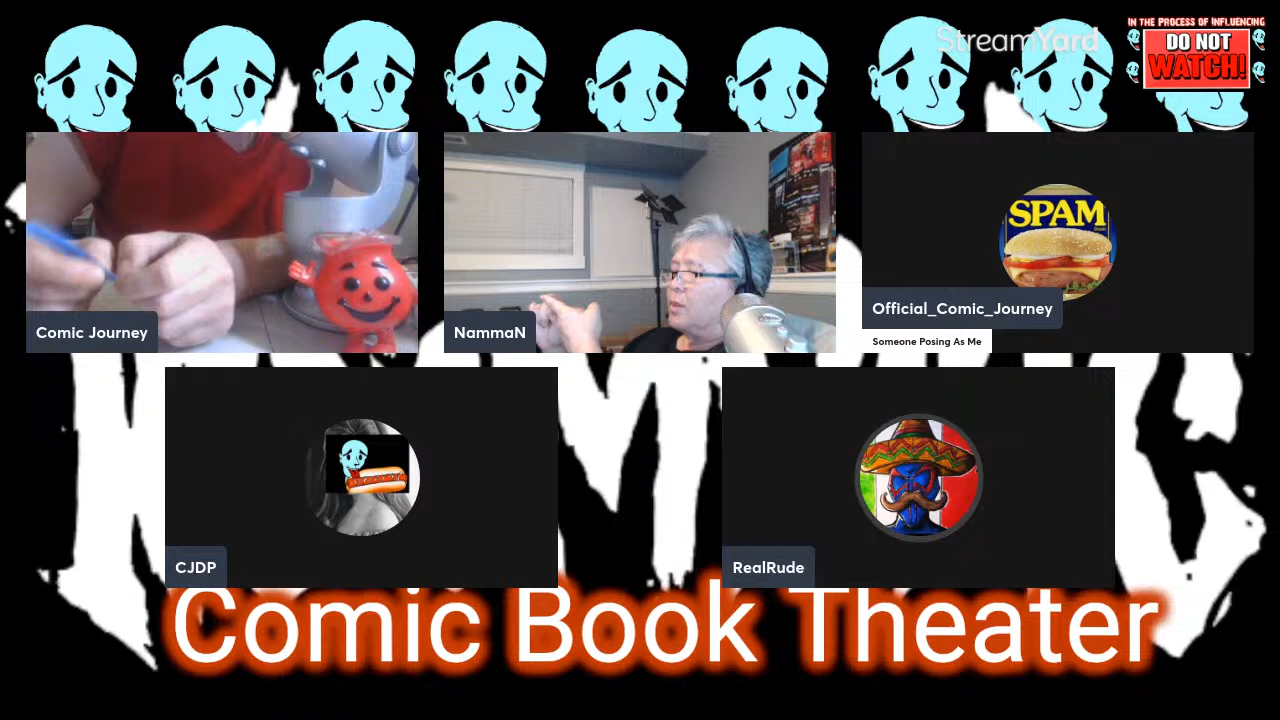 StreamYard
IN THE PROCESS OF INFLUENCING
DO NOT
WATCH!
SPAM
Comic Journey
NammaN
Official_Comic_Journey
Someone Posing As Me
CJDP
RealRude
Comic Book Theater